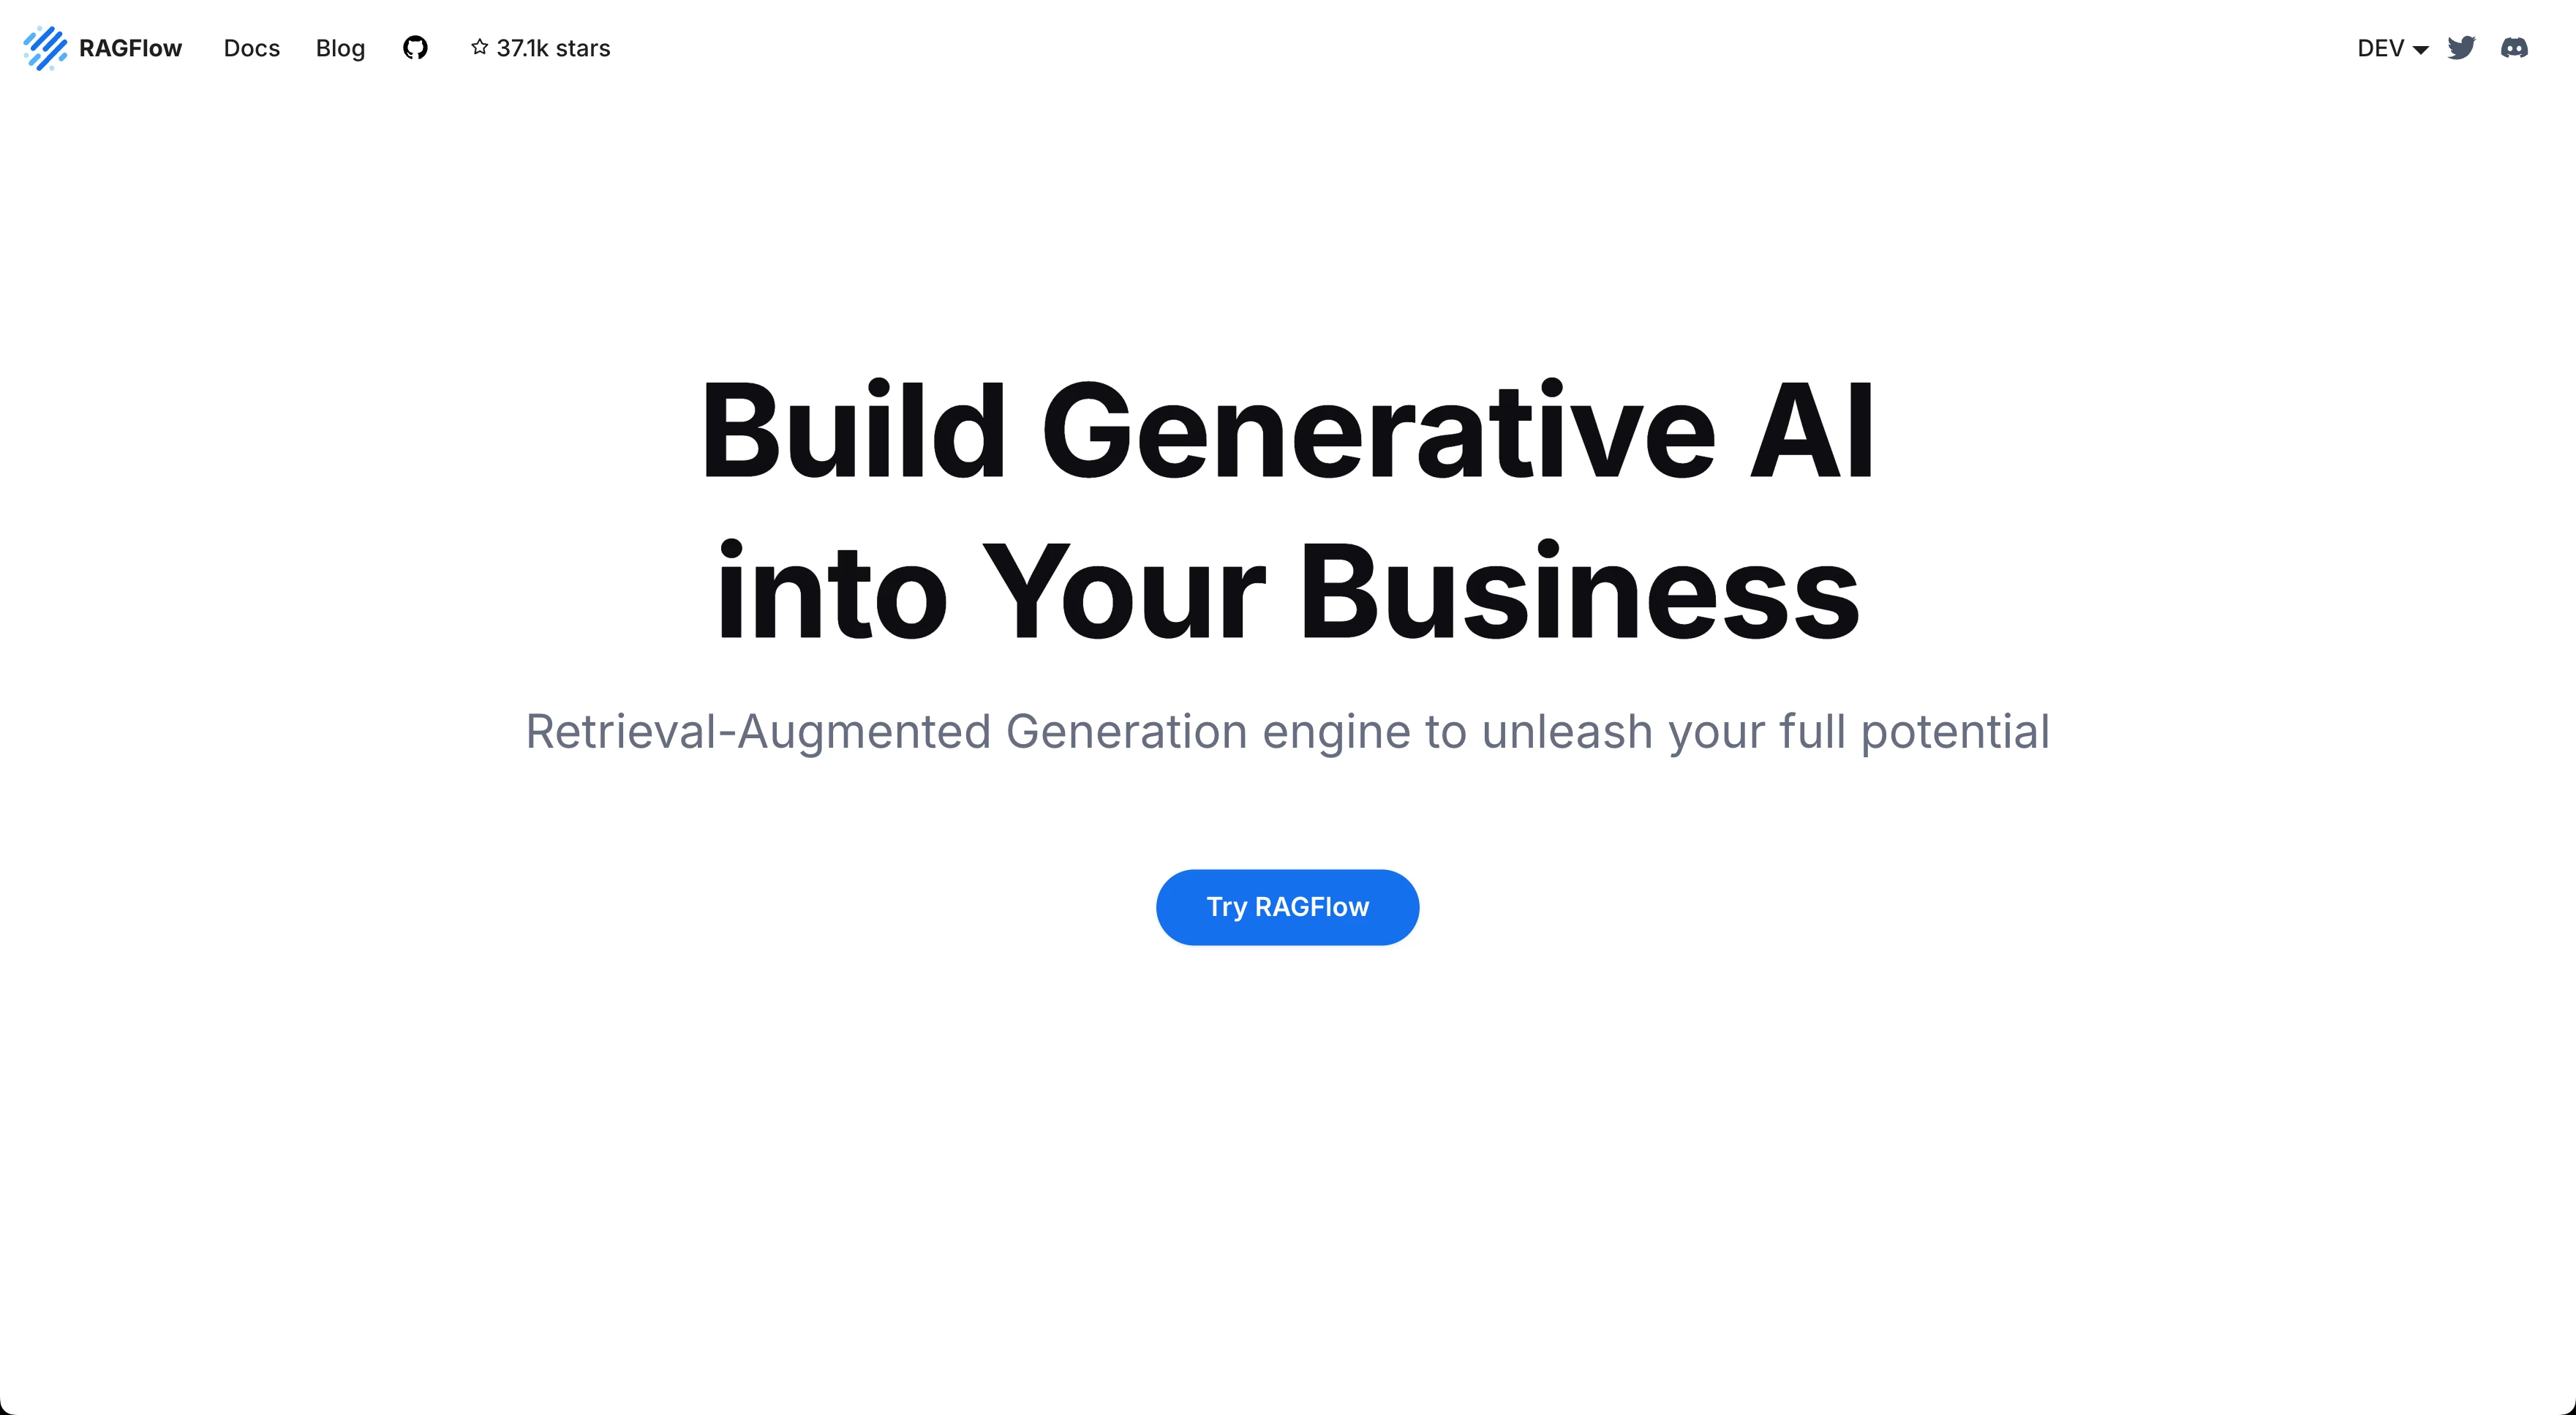 RAGFlow Docs Blog 37.1k stars DEV
Build Generative AI
into Your Business
Retrieval-Augmented Generation engine to unleash your full potential
Try RAGFlow